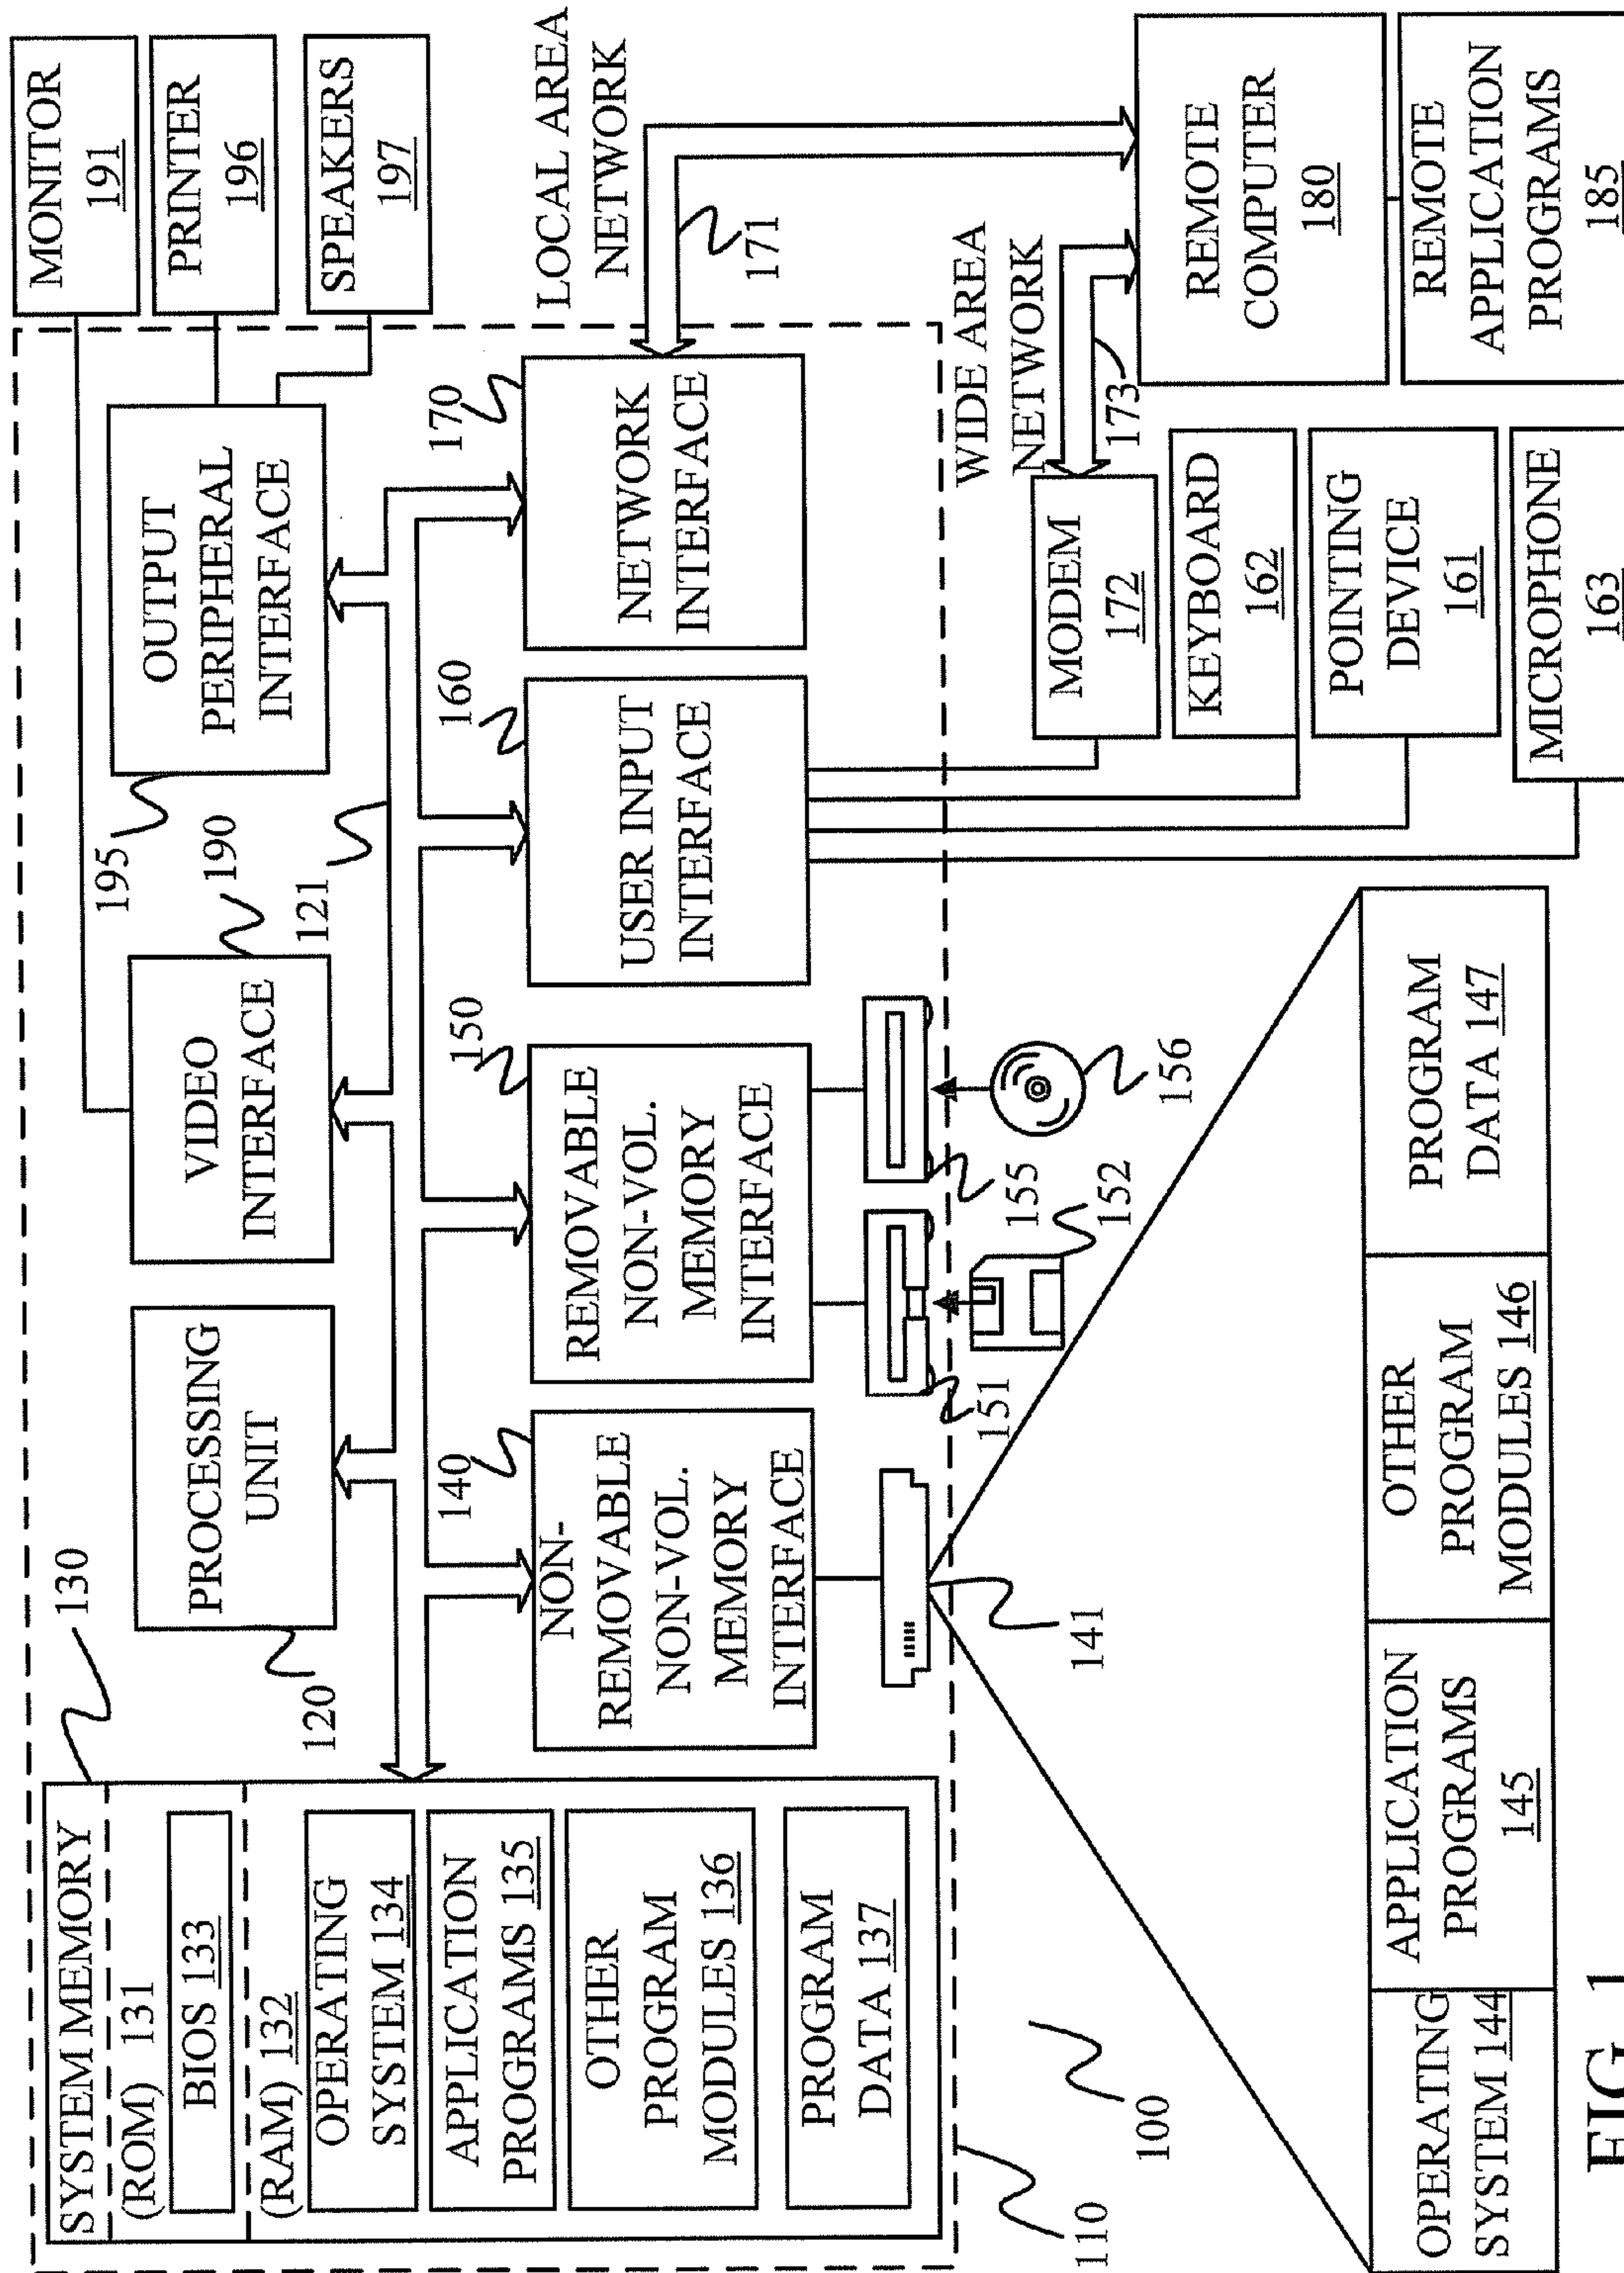 SYSTEM MEMORY
(ROM) 131
BIOS 133
(RAM) 132
OPERATING
SYSTEM 134
APPLICATION
PROGRAMS 135
OTHER
PROGRAM
MODULES 136
PROGRAM
DATA 137
130
PROCESSING
UNIT
120
VIDEO
INTERFACE
190
121
OUTPUT
PERIPHERAL
INTERFACE
195
MONITOR
191
PRINTER
196
SPEAKERS
197
NON-
REMOVABLE
NON-VOL.
MEMORY
INTERFACE
140
REMOVABLE
NON-VOL.
MEMORY
INTERFACE
150
USER INPUT
INTERFACE
160
NETWORK
INTERFACE
170
LOCAL AREA
NETWORK
171
141
151
152
155
156
WIDE AREA
NETWORK
173
MODEM
172
KEYBOARD
162
POINTING
DEVICE
161
MICROPHONE
163
REMOTE
COMPUTER
180
REMOTE
APPLICATION
PROGRAMS
185
110
100
OPERATING
SYSTEM 144
APPLICATION
PROGRAMS
145
OTHER
PROGRAM
MODULES 146
PROGRAM
DATA 147
FIG. 1